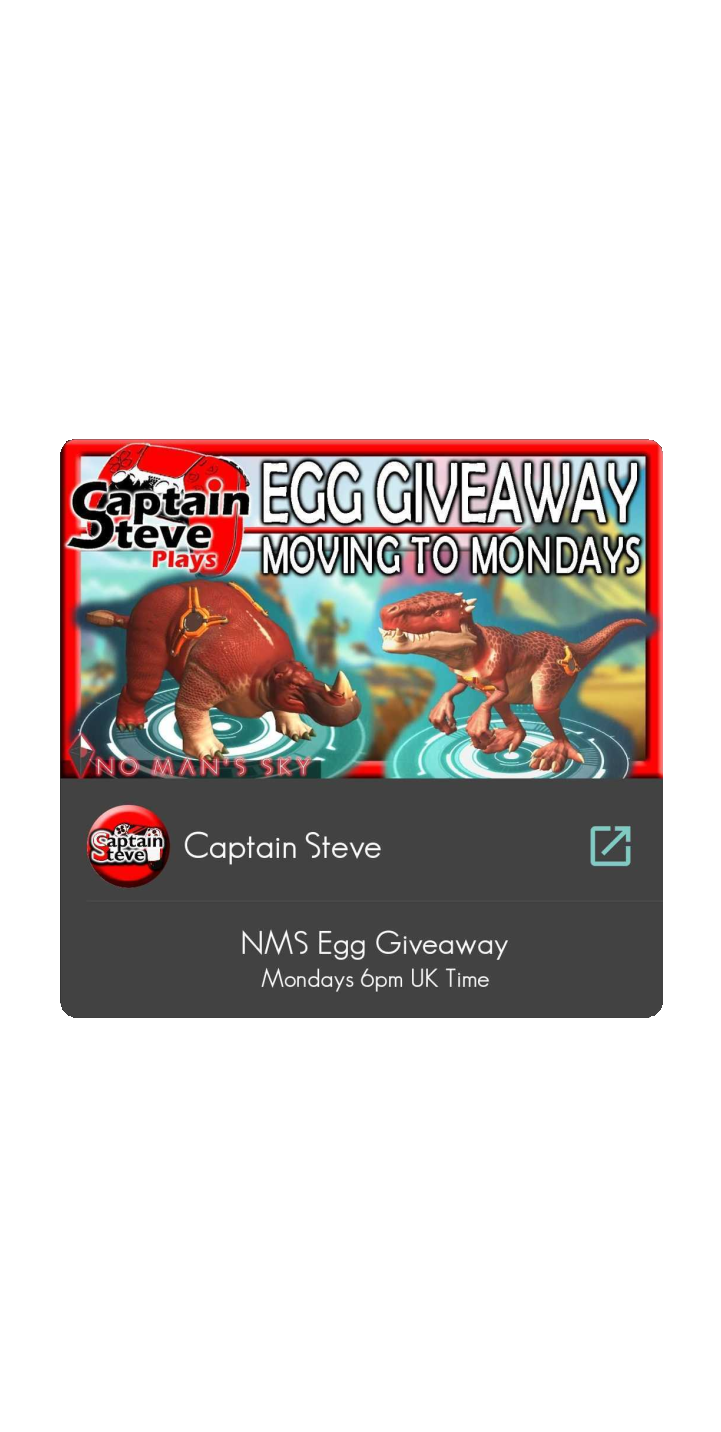 Captain
Steve
Plays
EGG GIVEAWAY
MOVING TO MONDAYS
NO MAN'S SKY
Captain
Steve
Captain Steve
NMS Egg Giveaway
Mondays 6pm UK Time